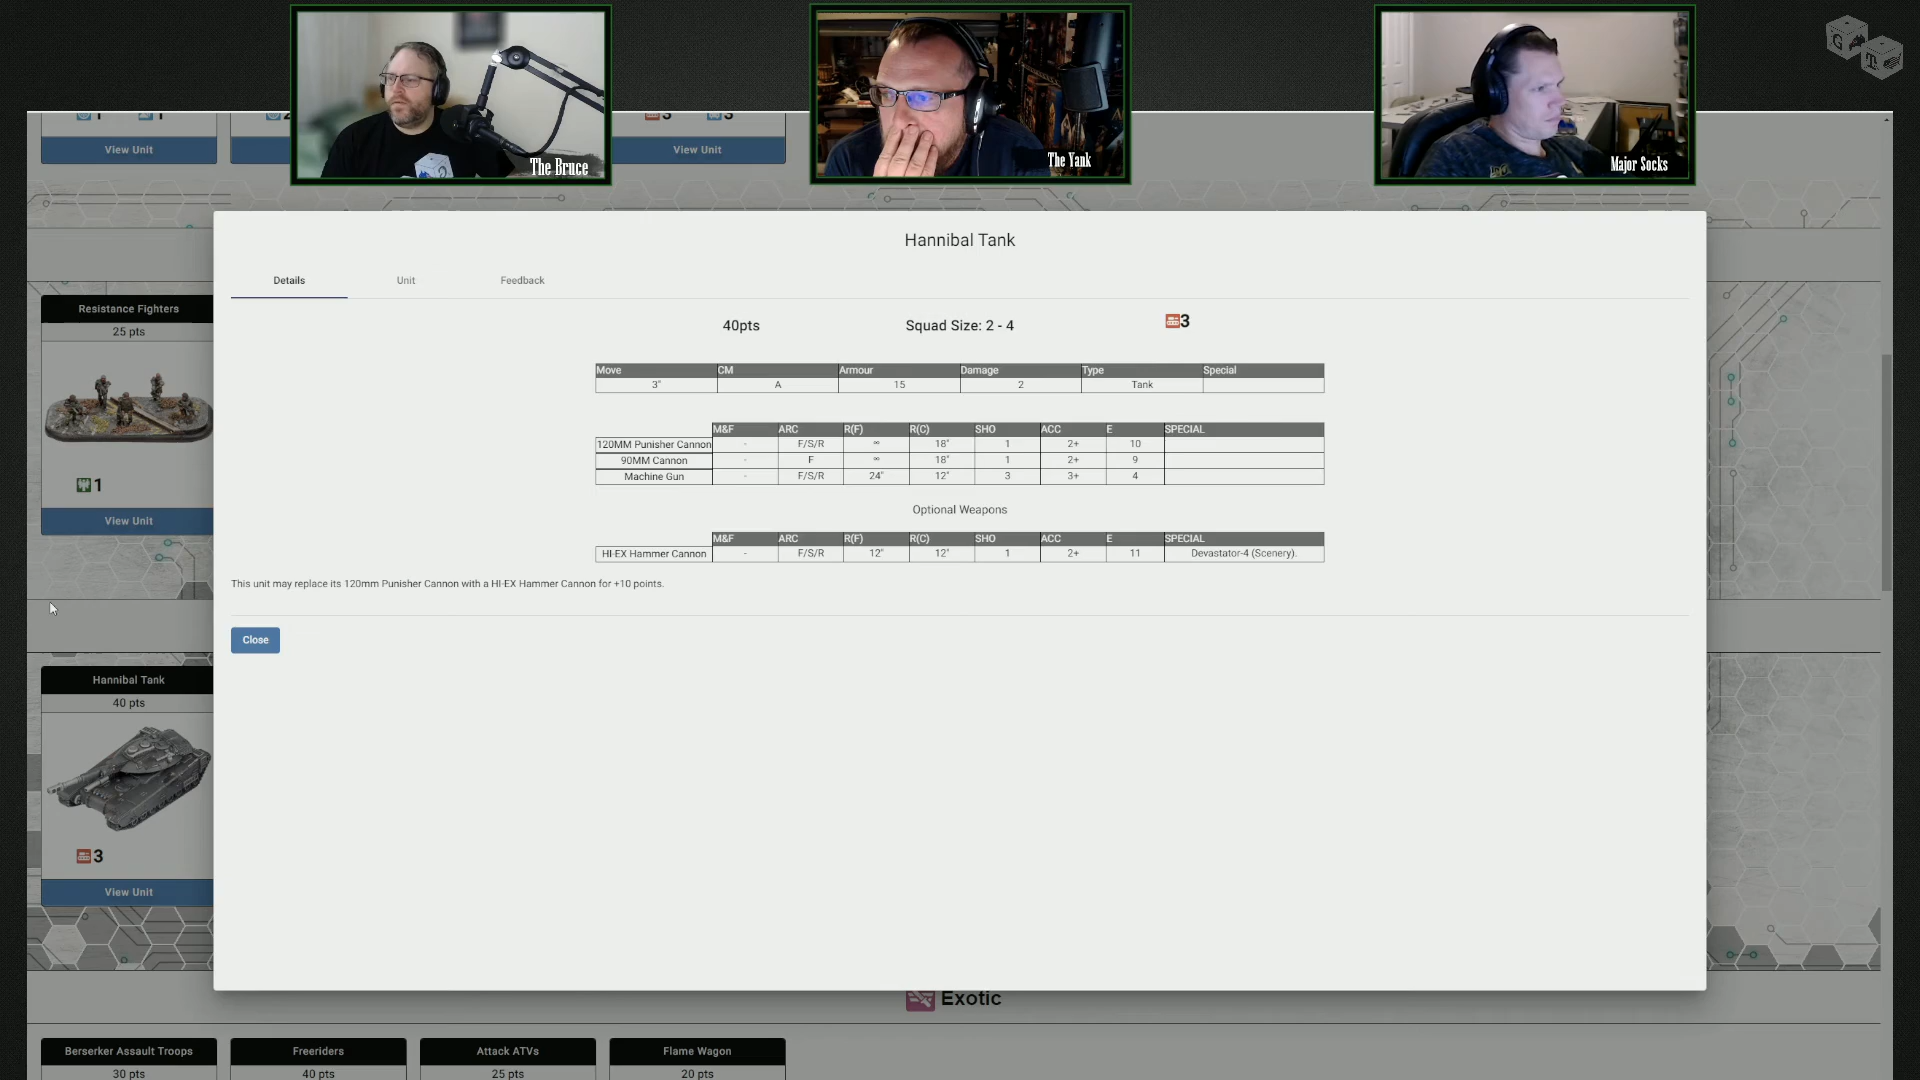 The Bruce
The Yank
Major Socks
G
T
1 1
3 3
View Unit
View Unit
Hannibal Tank
Details Unit Feedback
40pts Squad Size: 2 - 4 3
Move CM Armour Damage Type Special
3" A 15 2 Tank
M&F ARC R(F) R(C) SHO ACC E SPECIAL
120MM Punisher Cannon - F/S/R ∞ 18" 1 2+ 10
90MM Cannon - F ∞ 18" 1 2+ 9
Machine Gun - F/S/R 24" 12" 3 3+ 4
Optional Weapons
M&F ARC R(F) R(C) SHO ACC E SPECIAL
HI-EX Hammer Cannon - F/S/R 12" 12" 1 2+ 11 Devastator-4 (Scenery).
This unit may replace its 120mm Punisher Cannon with a HI-EX Hammer Cannon for +10 points.
Close
Resistance Fighters
25 pts
1
View Unit
Hannibal Tank
40 pts
3
View Unit
Exotic
Berserker Assault Troops Freeriders Attack ATVs Flame Wagon
30 pts 40 pts 25 pts 20 pts